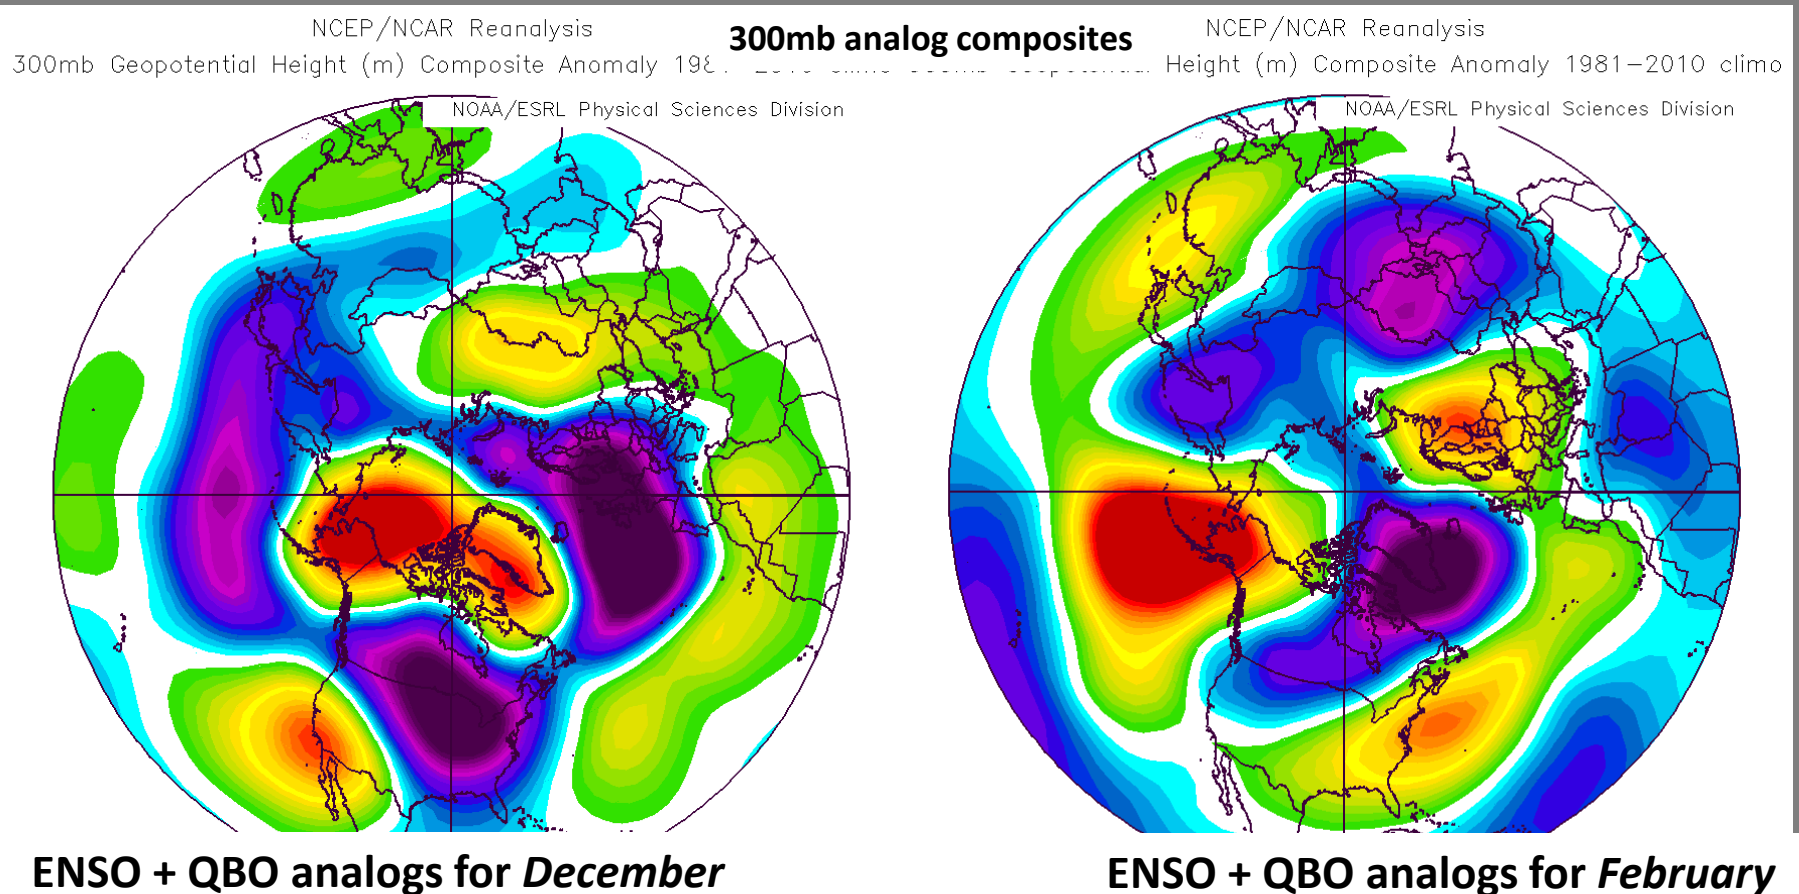 NCEP/NCAR Reanalysis
300mb analog composites
NCEP/NCAR Reanalysis
300mb Geopotential Height (m) Composite Anomaly
Height (m) Composite Anomaly 1981-2010 climo
NOAA/ESRL Physical Sciences Division
NOAA/ESRL Physical Sciences Division
ENSO + QBO analogs for December
ENSO + QBO analogs for February